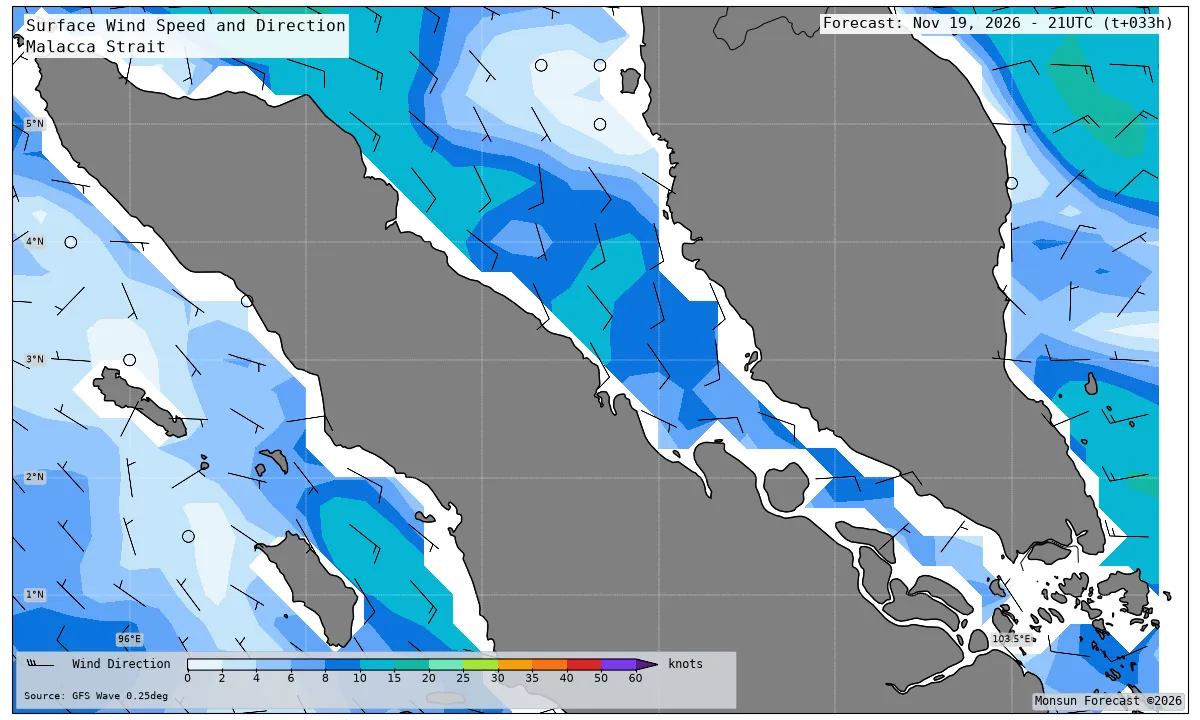 Surface Wind Speed and Direction
Malacca Strait
Forecast: Nov 19, 2026 - 21UTC (t+033h)
5°N
4°N
3°N
2°N
1°N
96°E
103.5°E
Wind Direction
knots
0 2 4 6 8 10 15 20 25 30 35 40 50 60
Source: GFS Wave 0.25deg
Monsun Forecast ©2026